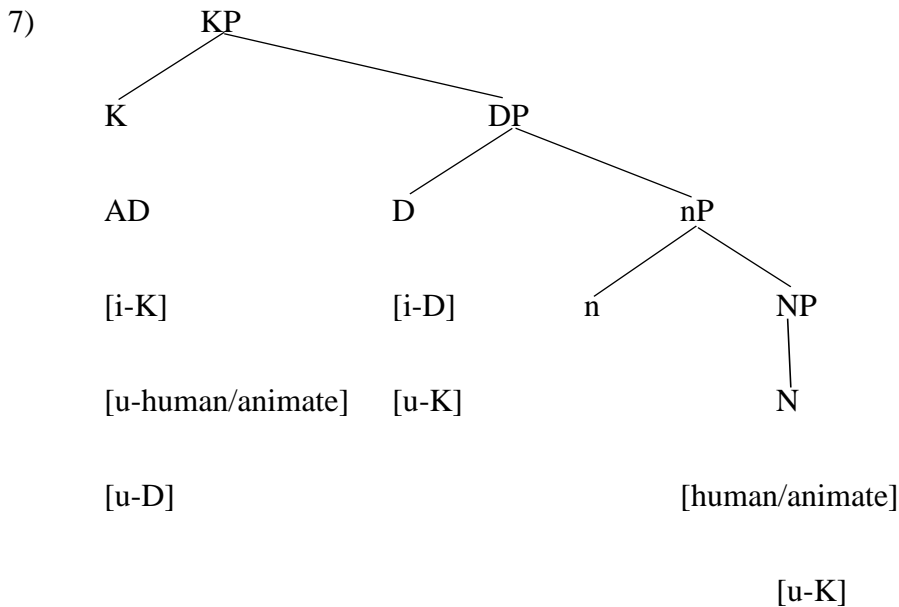 7) KP
K DP
AD D nP
[i-K] [i-D] n NP
[u-human/animate] [u-K] N
[u-D] [human/animate]
[u-K]